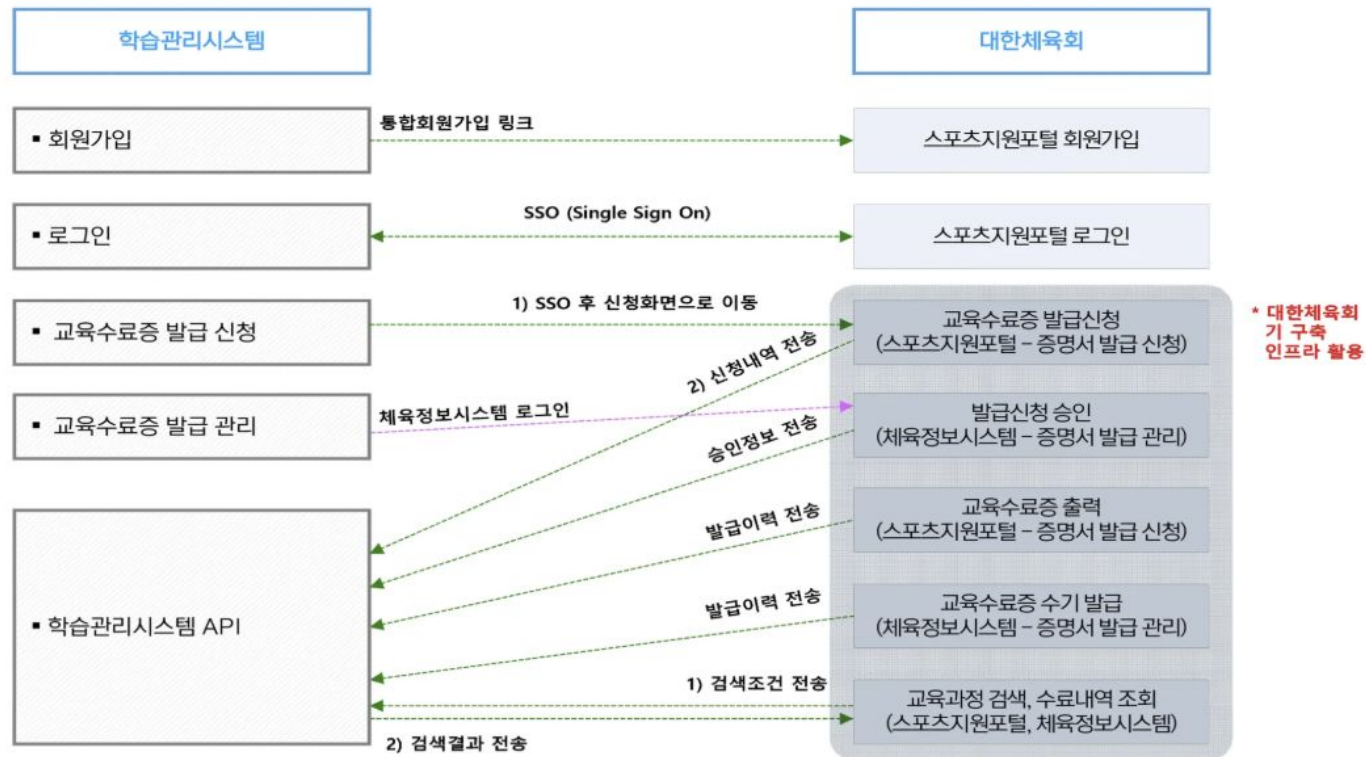 학습관리시스템
대한체육회
▪ 회원가입
통합회원가입 링크
스포츠지원포털 회원가입
▪ 로그인
SSO (Single Sign On)
스포츠지원포털 로그인
▪ 교육수료증 발급 신청
1) SSO 후 신청화면으로 이동
교육수료증 발급신청
(스포츠지원포털 – 증명서 발급 신청)
* 대한체육회
기 구축
인프라 활용
2) 신청내역 전송
▪ 교육수료증 발급 관리
체육정보시스템 로그인
발급신청 승인
(체육정보시스템 – 증명서 발급 관리)
승인정보 전송
▪ 학습관리시스템 API
발급이력 전송
교육수료증 출력
(스포츠지원포털 – 증명서 발급 신청)
발급이력 전송
교육수료증 수기 발급
(체육정보시스템 – 증명서 발급 관리)
1) 검색조건 전송
교육과정 검색, 수료내역 조회
(스포츠지원포털, 체육정보시스템)
2) 검색결과 전송